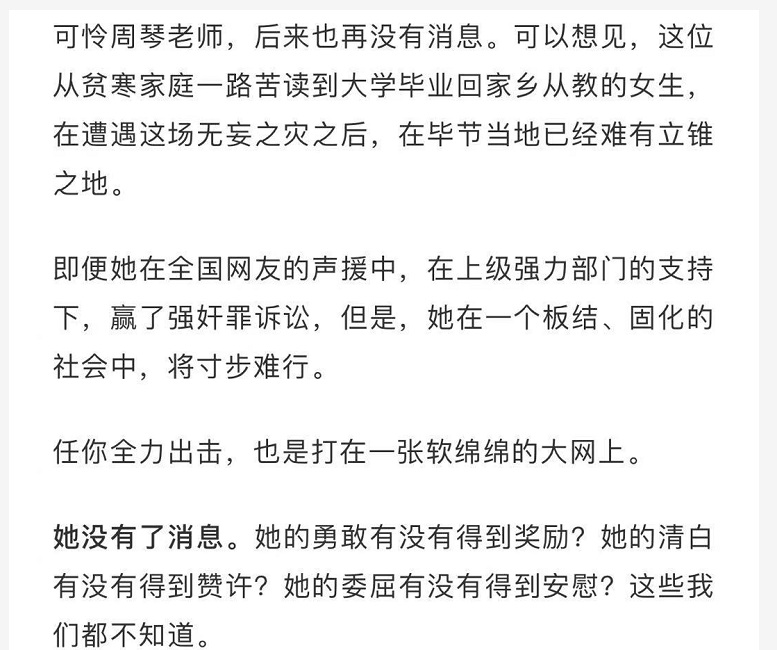 可怜周琴老师，后来也再没有消息。可以想见，这位
从贫寒家庭一路苦读到大学毕业回家乡从教的女生，
在遭遇这场无妄之灾之后，在毕节当地已经难有立锥
之地。
即便她在全国网友的声援中，在上级强力部门的支持
下，赢了强奸罪诉讼，但是，她在一个板结、固化的
社会中，将寸步难行。
任你全力出击，也是打在一张软绵绵的大网上。
她没有了消息。她的勇敢有没有得到奖励？她的清白
有没有得到赞许？她的委屈有没有得到安慰？这些我
们都不知道。